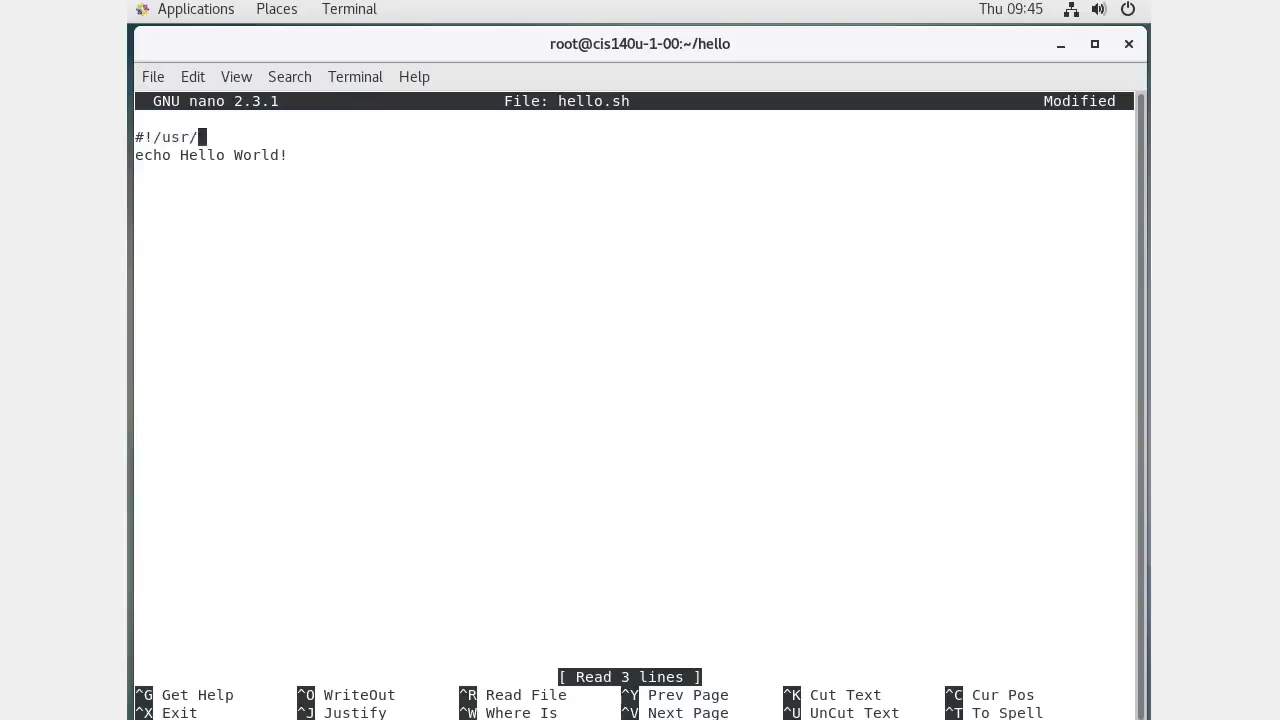 Applications Places Terminal Thu 09:45
root@cis140u-1-00:~/hello
File Edit View Search Terminal Help
GNU nano 2.3.1 File: hello.sh Modified
#!/usr/
echo Hello World!
[ Read 3 lines ]
^G Get Help ^O WriteOut ^R Read File ^Y Prev Page ^K Cut Text ^C Cur Pos
^X Exit ^J Justify ^W Where Is ^V Next Page ^U UnCut Text ^T To Spell